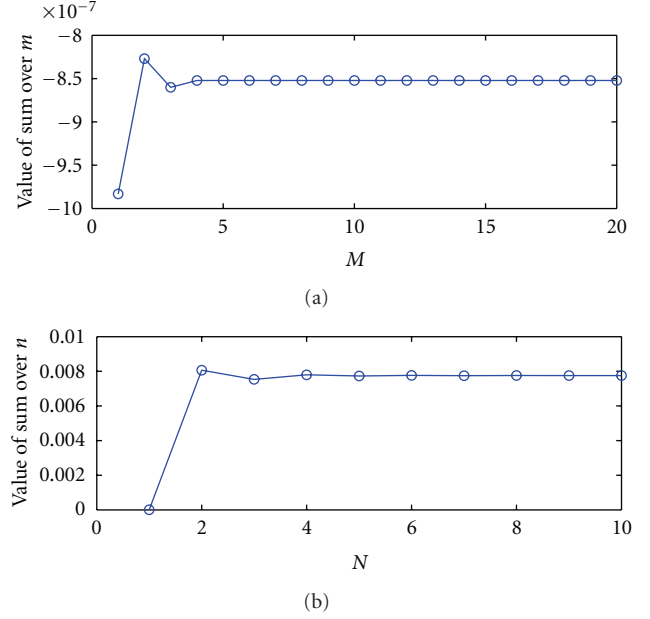 ×10⁻⁷
−8
−8.5
−9
−9.5
−10
Value of sum over m
0 5 10 15 20
M
(a)
0.01
0.008
0.006
0.004
0.002
0
Value of sum over n
0 2 4 6 8 10
N
(b)